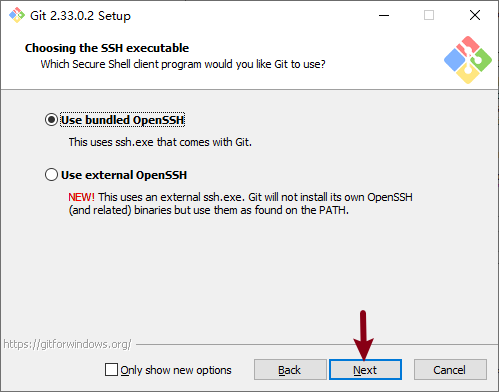 Git 2.33.0.2 Setup
Choosing the SSH executable
Which Secure Shell client program would you like Git to use?
Use bundled OpenSSH
This uses ssh.exe that comes with Git.
Use external OpenSSH
NEW! This uses an external ssh.exe. Git will not install its own OpenSSH
(and related) binaries but use them as found on the PATH.
https://gitforwindows.org/
Only show new options
Back
Next
Cancel